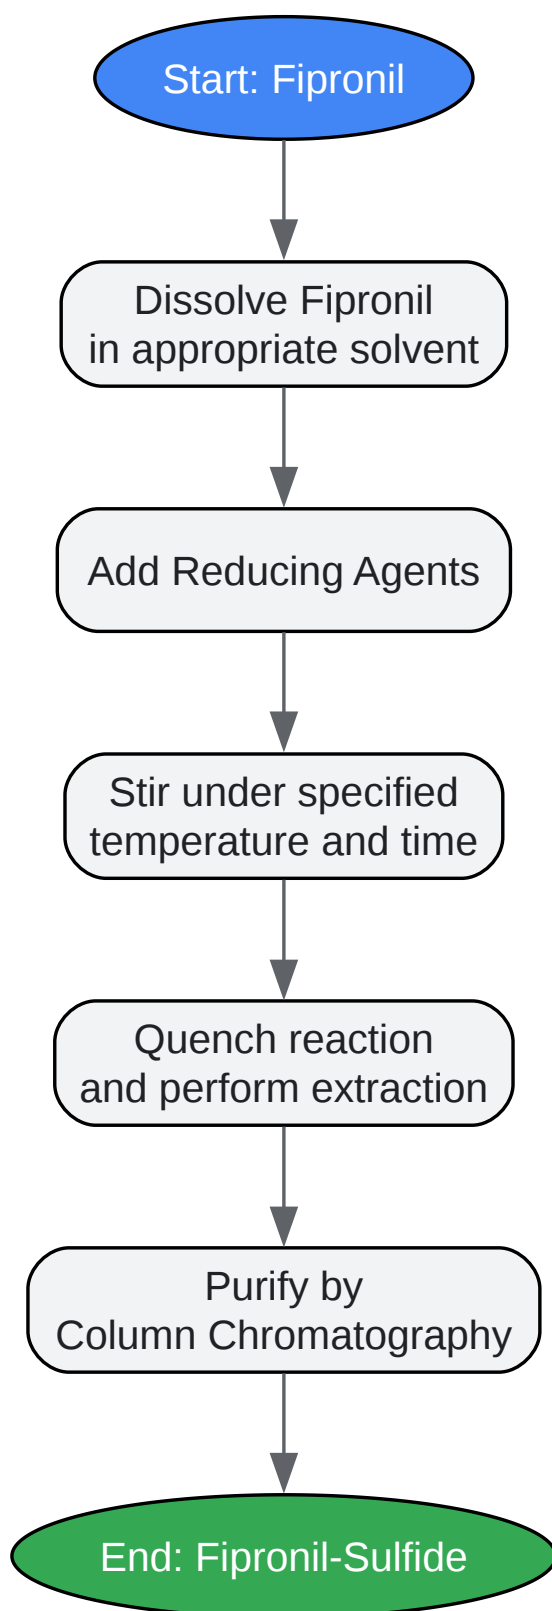 Start: Fipronil
Dissolve Fipronil
in appropriate solvent
Add Reducing Agents
Stir under specified
temperature and time
Quench reaction
and perform extraction
Purify by
Column Chromatography
End: Fipronil-Sulfide